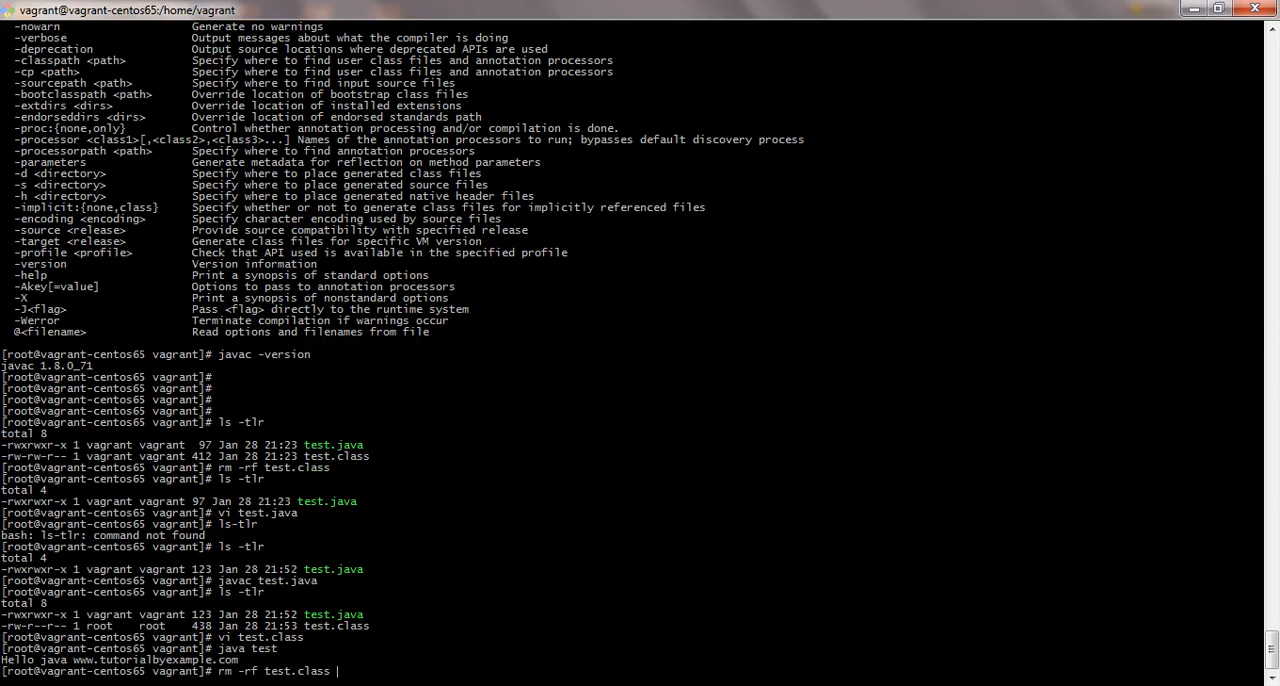 vagrant@vagrant-centos65:/home/vagrant
-nowarn Generate no warnings
-verbose Output messages about what the compiler is doing
-deprecation Output source locations where deprecated APIs are used
-classpath <path> Specify where to find user class files and annotation processors
-cp <path> Specify where to find user class files and annotation processors
-sourcepath <path> Specify where to find input source files
-bootclasspath <path> Override location of bootstrap class files
-extdirs <dirs> Override location of installed extensions
-endorseddirs <dirs> Override location of endorsed standards path
-proc:{none,only} Control whether annotation processing and/or compilation is done.
-processor <class1>[,<class2>,<class3>...] Names of the annotation processors to run; bypasses default discovery process
-processorpath <path> Specify where to find annotation processors
-parameters Generate metadata for reflection on method parameters
-d <directory> Specify where to place generated class files
-s <directory> Specify where to place generated source files
-h <directory> Specify where to place generated native header files
-implicit:{none,class} Specify whether or not to generate class files for implicitly referenced files
-encoding <encoding> Specify character encoding used by source files
-source <release> Provide source compatibility with specified release
-target <release> Generate class files for specific VM version
-profile <profile> Check that API used is available in the specified profile
-version Version information
-help Print a synopsis of standard options
-Akey[=value] Options to pass to annotation processors
-X Print a synopsis of nonstandard options
-J<flag> Pass <flag> directly to the runtime system
-Werror Terminate compilation if warnings occur
@<filename> Read options and filenames from file
[root@vagrant-centos65 vagrant]# javac -version
javac 1.8.0_71
[root@vagrant-centos65 vagrant]#
[root@vagrant-centos65 vagrant]#
[root@vagrant-centos65 vagrant]#
[root@vagrant-centos65 vagrant]#
[root@vagrant-centos65 vagrant]# ls -tlr
total 8
-rwxrwxr-x 1 vagrant vagrant 97 Jan 28 21:23 test.java
-rw-rw-r-- 1 vagrant vagrant 412 Jan 28 21:23 test.class
[root@vagrant-centos65 vagrant]# rm -rf test.class
[root@vagrant-centos65 vagrant]# ls -tlr
total 4
-rwxrwxr-x 1 vagrant vagrant 97 Jan 28 21:23 test.java
[root@vagrant-centos65 vagrant]# vi test.java
[root@vagrant-centos65 vagrant]# ls-tlr
bash: ls-tlr: command not found
[root@vagrant-centos65 vagrant]# ls -tlr
total 4
-rwxrwxr-x 1 vagrant vagrant 123 Jan 28 21:52 test.java
[root@vagrant-centos65 vagrant]# javac test.java
[root@vagrant-centos65 vagrant]# ls -tlr
total 8
-rwxrwxr-x 1 vagrant vagrant 123 Jan 28 21:52 test.java
-rw-r--r-- 1 root root 438 Jan 28 21:53 test.class
[root@vagrant-centos65 vagrant]# vi test.class
[root@vagrant-centos65 vagrant]# java test
Hello java www.tutorialbyexample.com
[root@vagrant-centos65 vagrant]# rm -rf test.class